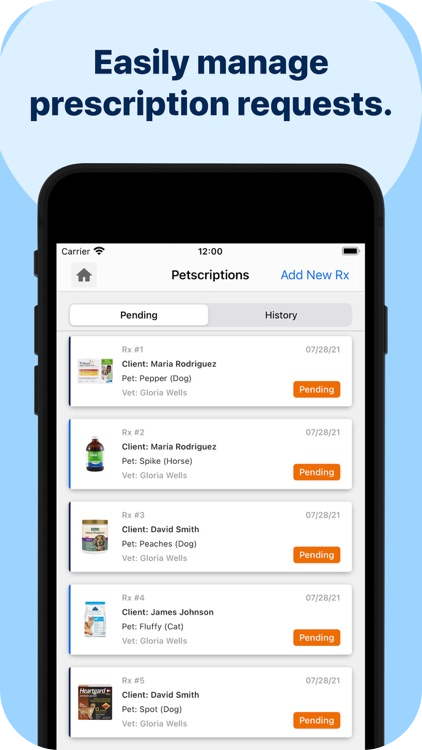 Easily manage
prescription requests.
Carrier 12:00
Petscriptions Add New Rx
Pending History
Rx #1 07/28/21
Client: Maria Rodriguez
Pet: Pepper (Dog)
Vet: Gloria Wells
Pending
Rx #2 07/28/21
Client: Maria Rodriguez
Pet: Spike (Horse)
Vet: Gloria Wells
Pending
Rx #3 07/28/21
Client: David Smith
Pet: Peaches (Dog)
Vet: Gloria Wells
Pending
Rx #4 07/28/21
Client: James Johnson
Pet: Fluffy (Cat)
Vet: Gloria Wells
Pending
Rx #5 07/28/21
Client: David Smith
Pet: Spot (Dog)
Vet: Gloria Wells
Pending
Heartgard